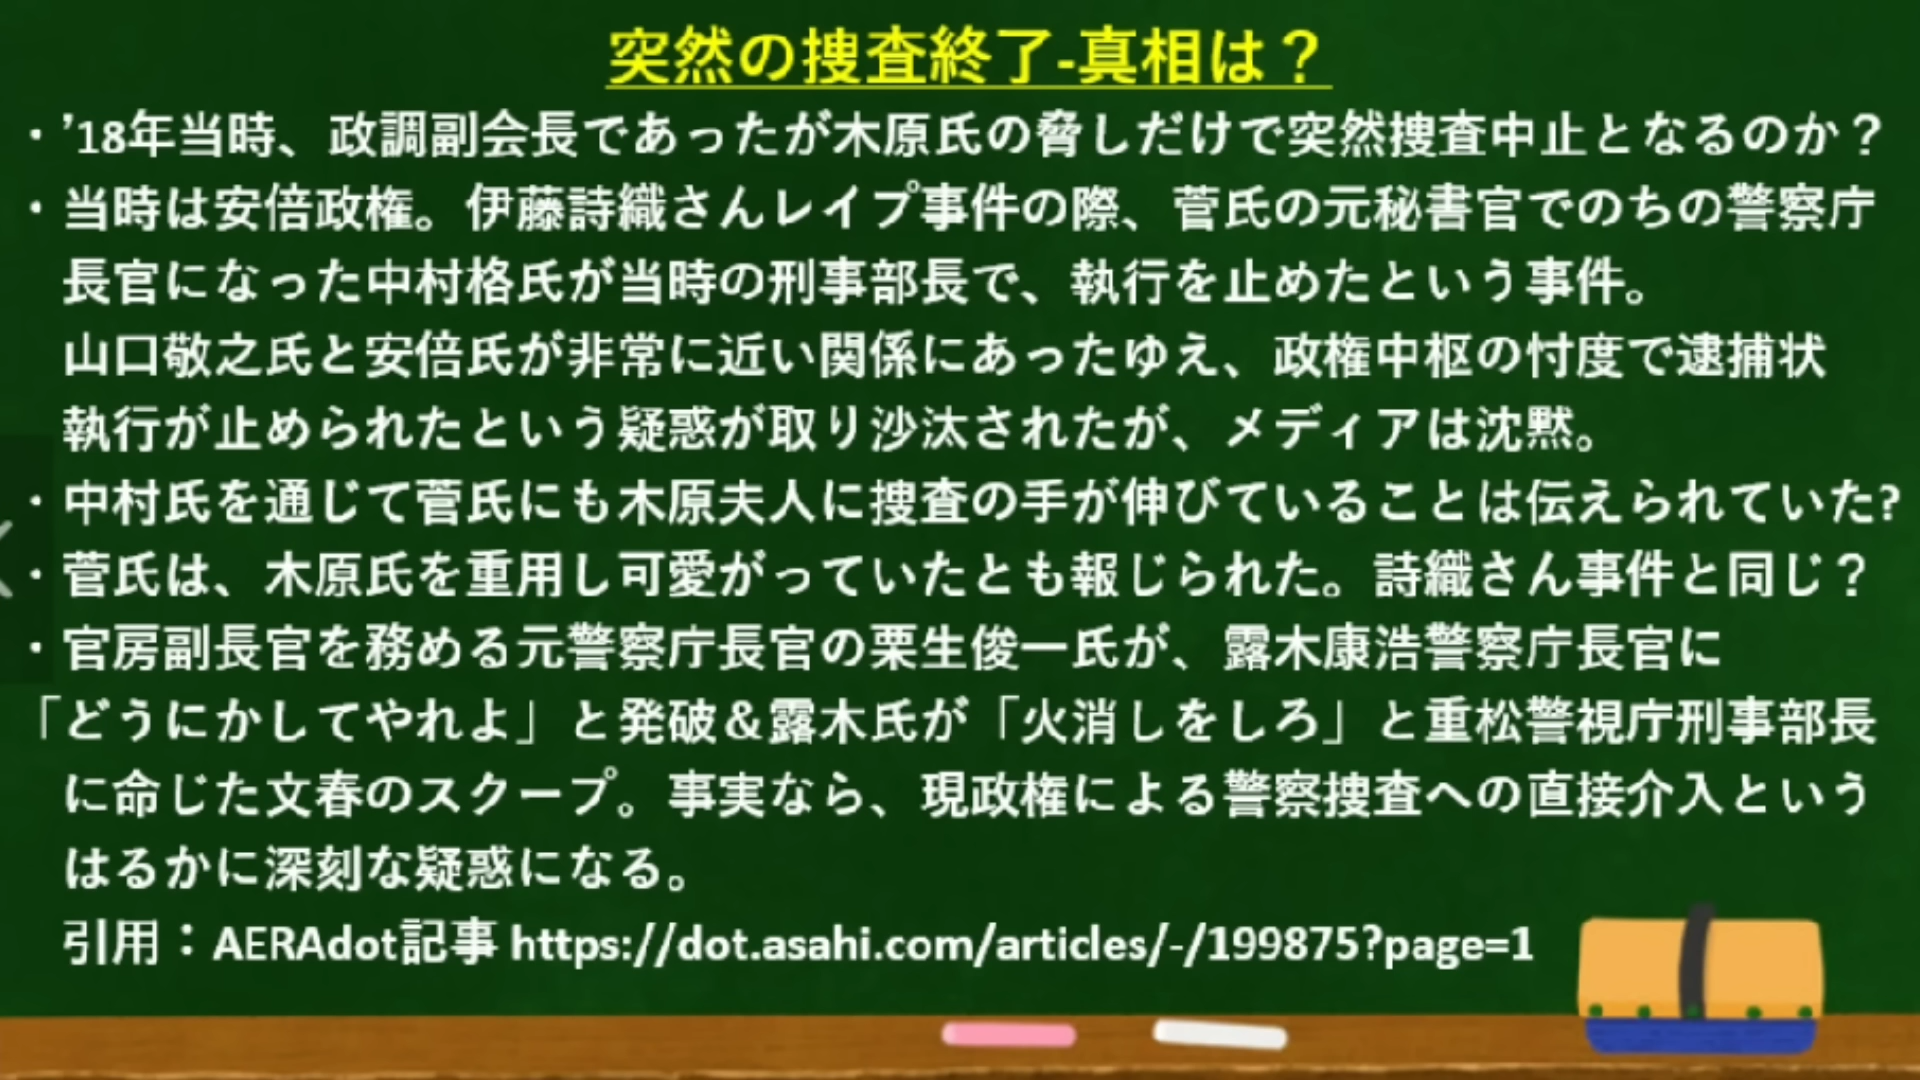 突然の捜査終了-真相は？
・’18年当時、政調副会長であったが木原氏の脅しだけで突然捜査中止となるのか？
・当時は安倍政権。伊藤詩織さんレイプ事件の際、菅氏の元秘書官でのちの警察庁
長官になった中村格氏が当時の刑事部長で、執行を止めたという事件。
山口敬之氏と安倍氏が非常に近い関係にあったゆえ、政権中枢の忖度で逮捕状
執行が止められたという疑惑が取り沙汰されたが、メディアは沈黙。
・中村氏を通じて菅氏にも木原夫人に捜査の手が伸びていることは伝えられていた?
・菅氏は、木原氏を重用し可愛がっていたとも報じられた。詩織さん事件と同じ？
・官房副長官を務める元警察庁長官の栗生俊一氏が、露木康浩警察庁長官に
「どうにかしてやれよ」と発破＆露木氏が「火消しをしろ」と重松警視庁刑事部長
に命じた文春のスクープ。事実なら、現政権による警察捜査への直接介入という
はるかに深刻な疑惑になる。
引用：AERAdot記事 https://dot.asahi.com/articles/-/199875?page=1